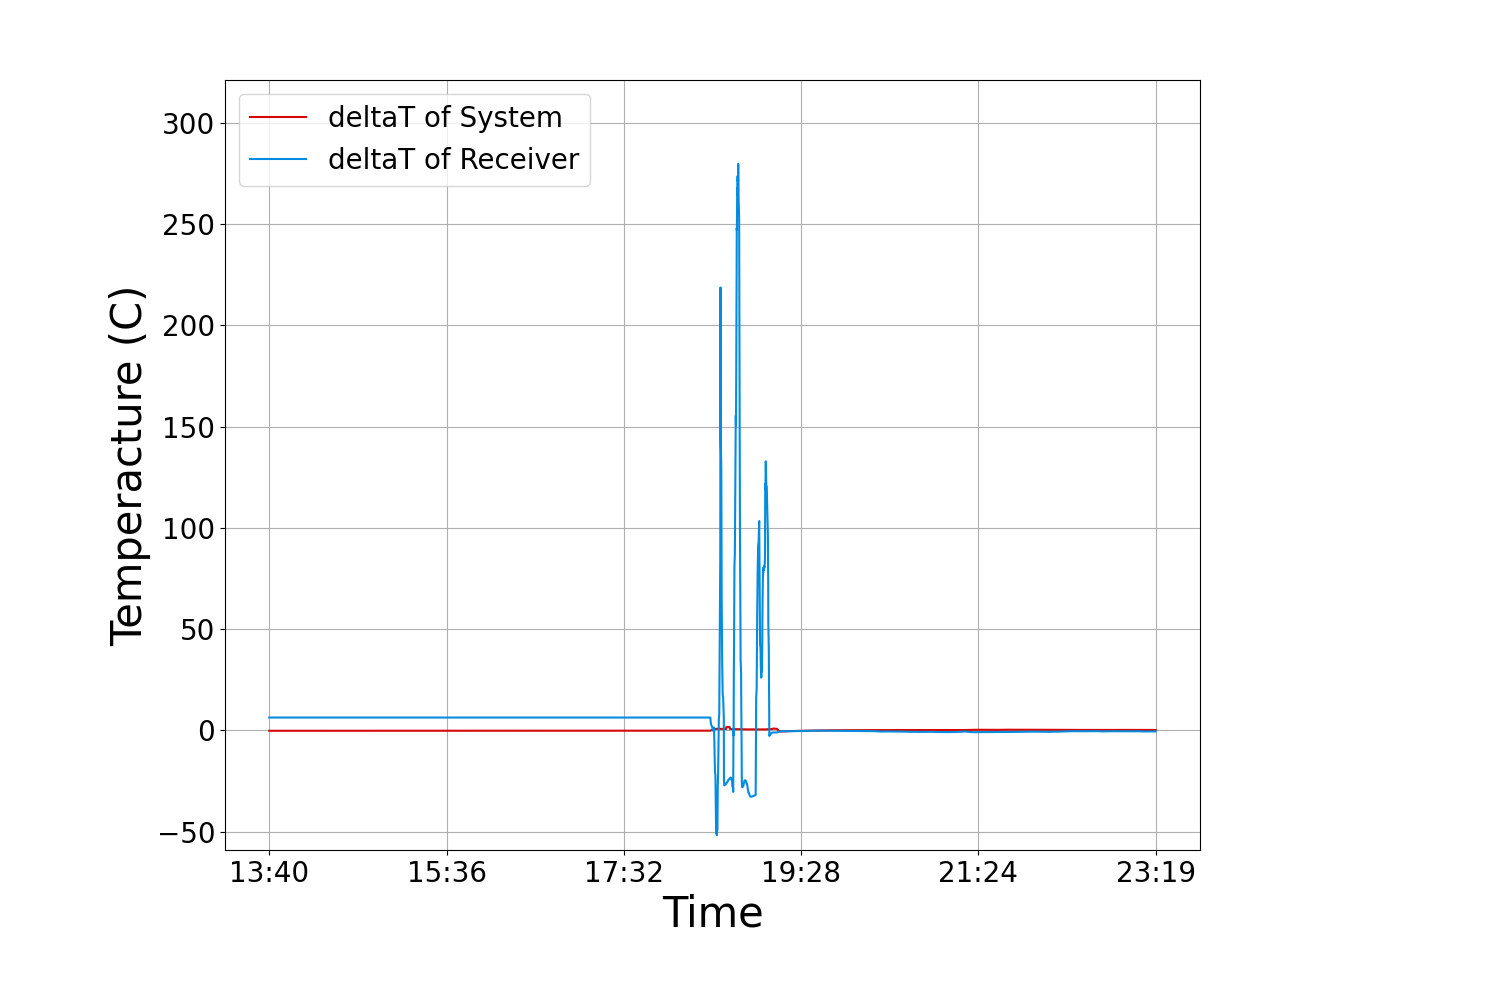 deltaT of System
deltaT of Receiver
300
250
200
150
100
50
0
−50
Temperacture (C)
13:40 15:36 17:32 19:28 21:24 23:19
Time